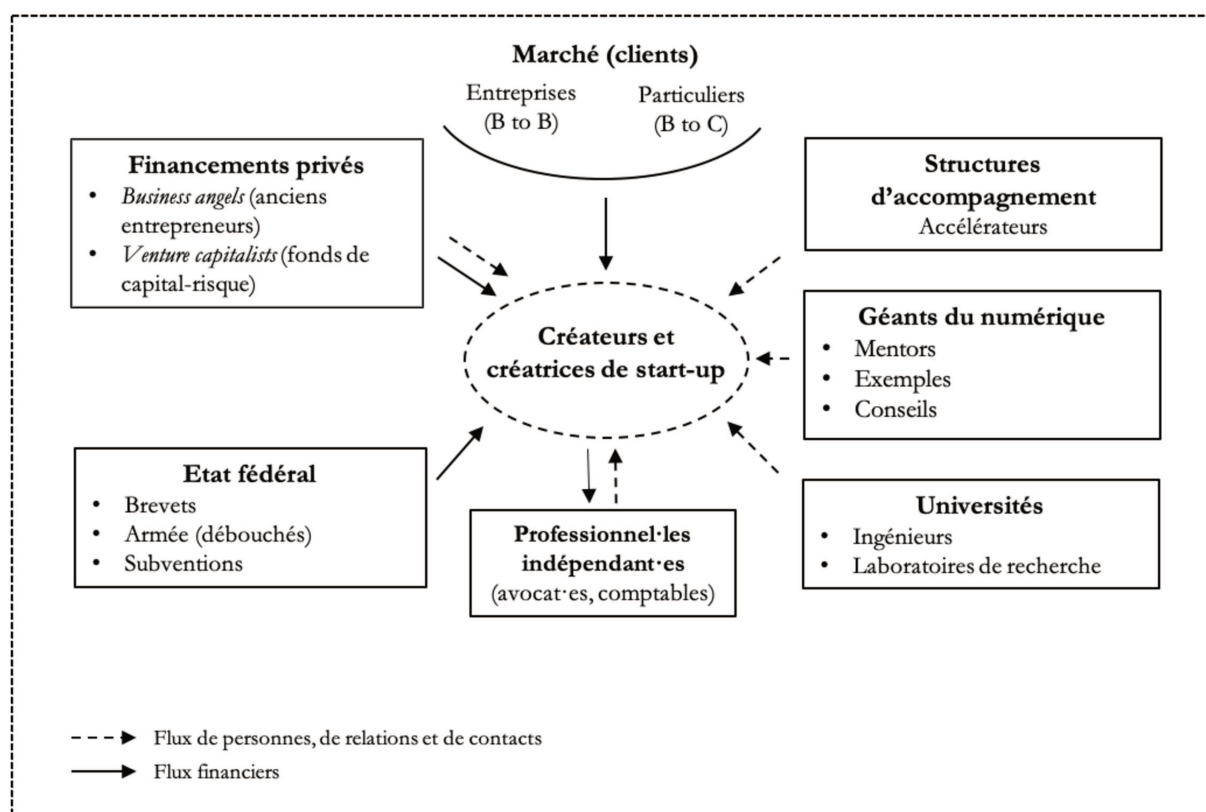 Marché (clients)
Entreprises
(B to B)
Particuliers
(B to C)
Financements privés
• Business angels (anciens
entrepreneurs)
• Venture capitalists (fonds de
capital-risque)
Structures
d’accompagnement
Accélérateurs
Créateurs et
créatrices de start-up
Géants du numérique
• Mentors
• Exemples
• Conseils
Etat fédéral
• Brevets
• Armée (débouchés)
• Subventions
Professionnel·les
indépendant·es
(avocat·es, comptables)
Universités
• Ingénieurs
• Laboratoires de recherche
Flux de personnes, de relations et de contacts
Flux financiers